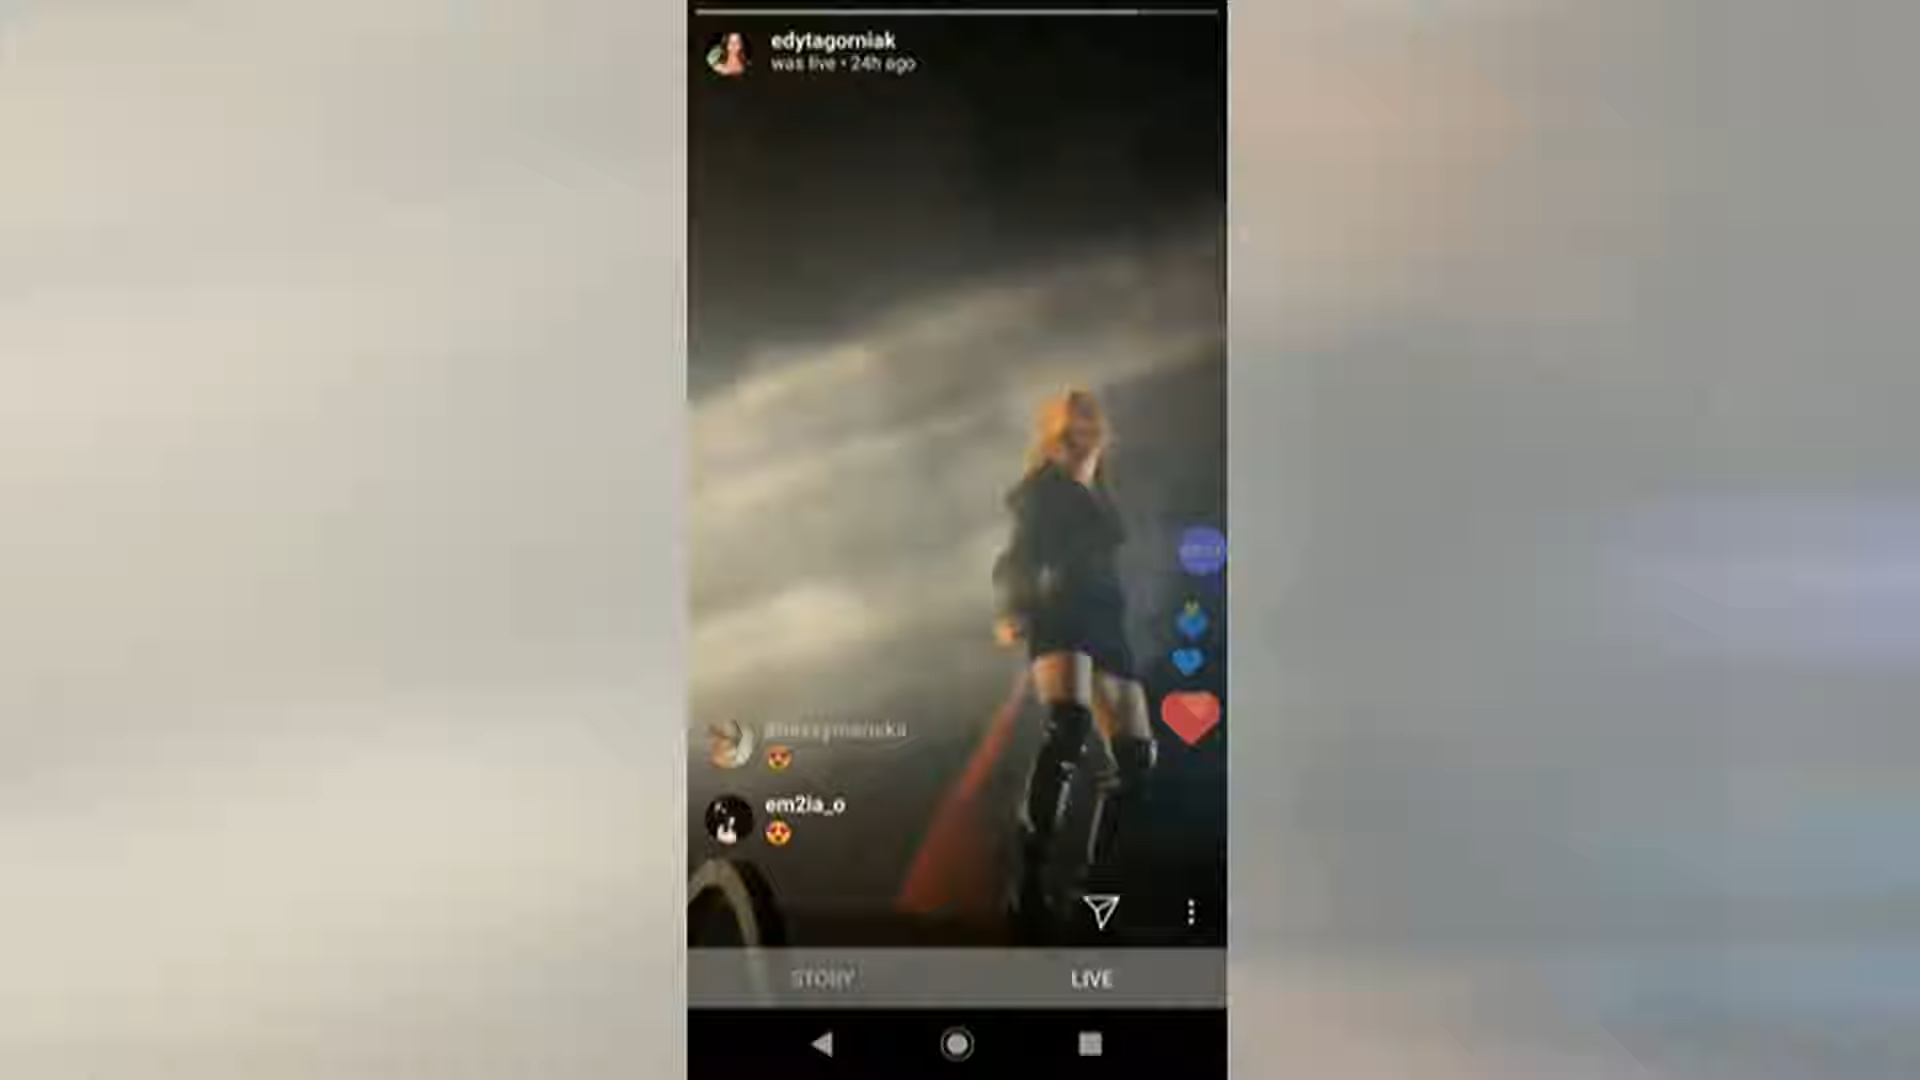 edytagorniak
was live • 24h ago
em2ia_o
STORY
LIVE